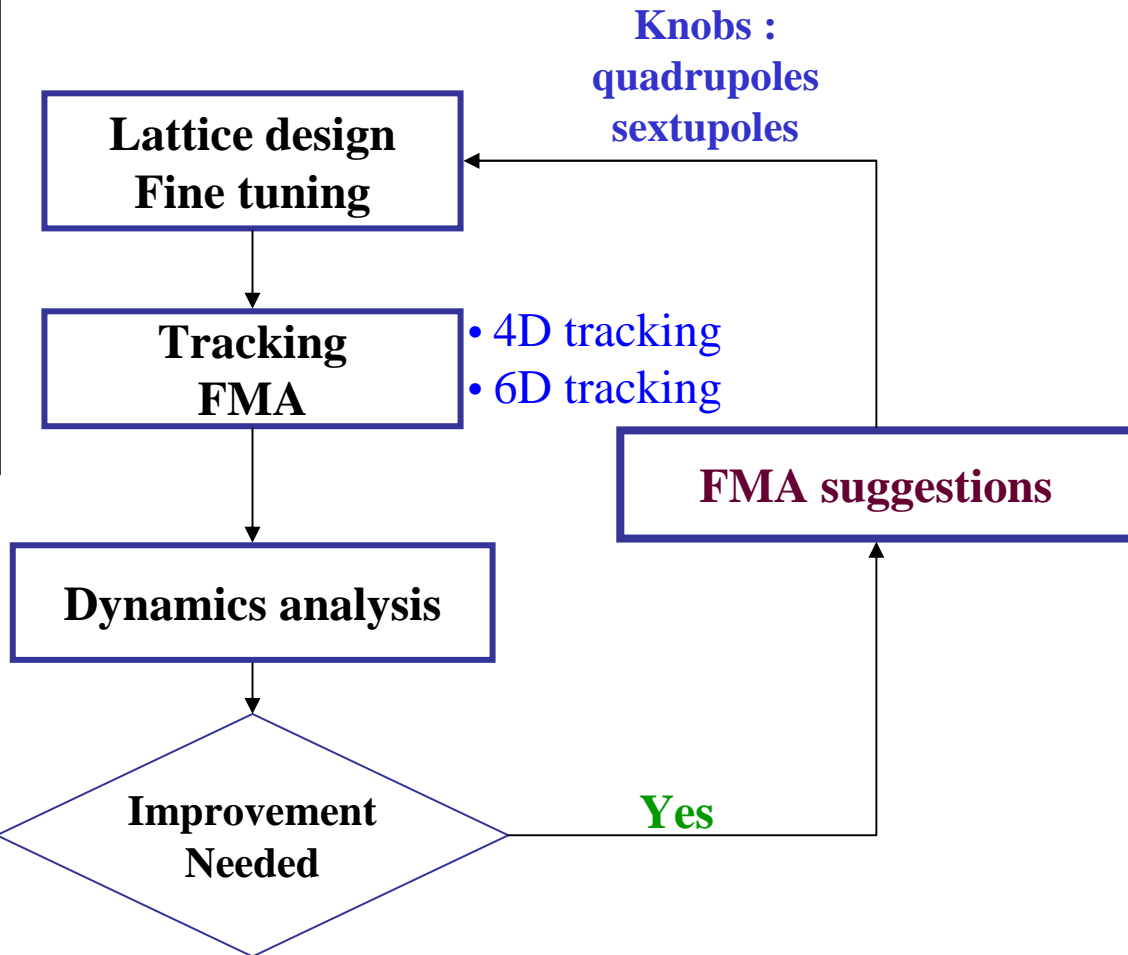 Knobs :
quadrupoles
sextupoles
Lattice design
Fine tuning
Tracking
FMA
• 4D tracking
• 6D tracking
FMA suggestions
Dynamics analysis
Improvement
Needed
Yes